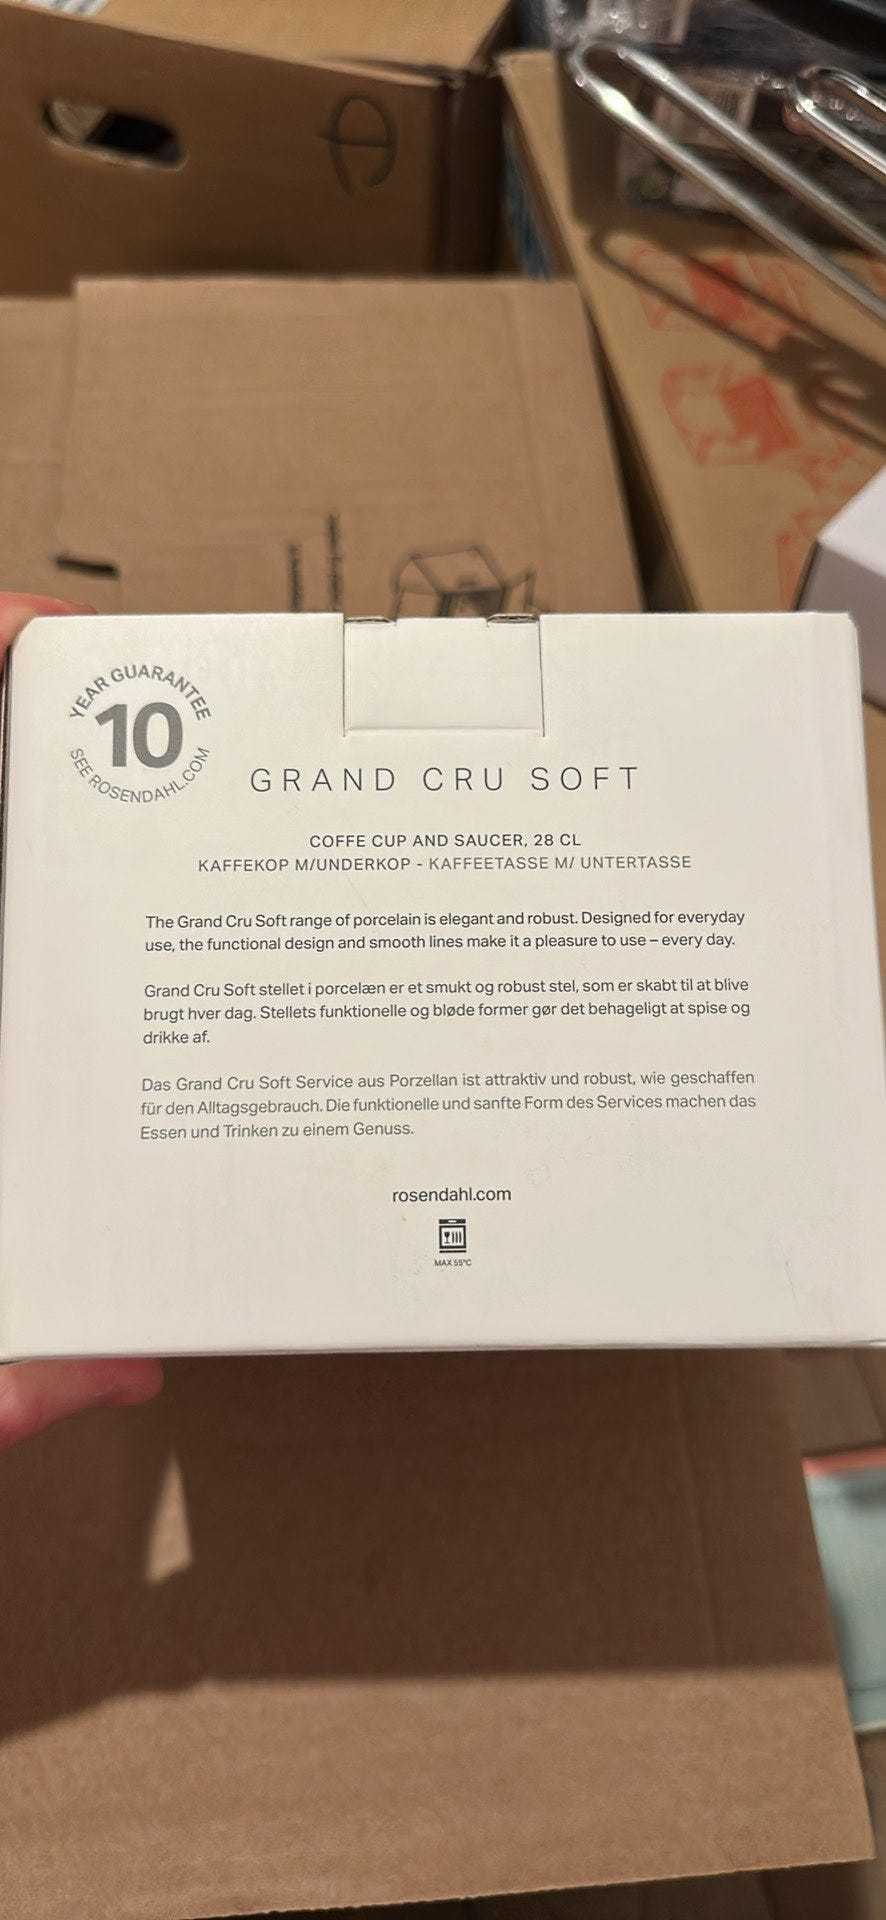 YEAR GUARANTEE
10
SEE ROSENDAHL.COM
GRAND CRU SOFT
COFFE CUP AND SAUCER, 28 CL
KAFFEKOP M/UNDERKOP - KAFFEETASSE M/ UNTERTASSE
The Grand Cru Soft range of porcelain is elegant and robust. Designed for everyday
use, the functional design and smooth lines make it a pleasure to use – every day.
Grand Cru Soft stellet i porcelæn er et smukt og robust stel, som er skabt til at blive
brugt hver dag. Stellets funktionelle og bløde former gør det behageligt at spise og
drikke af.
Das Grand Cru Soft Service aus Porzellan ist attraktiv und robust, wie geschaffen
für den Alltagsgebrauch. Die funktionelle und sanfte Form des Services machen das
Essen und Trinken zu einem Genuss.
rosendahl.com
MAX 55°C